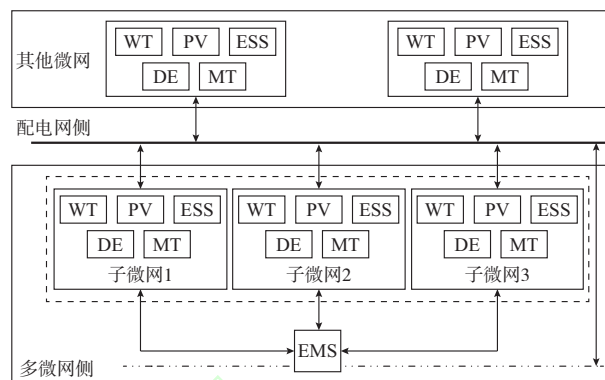 WT PV ESS WT PV ESS
其他微网
DE MT DE MT
配电网侧
WT PV ESS WT PV ESS WT PV ESS
DE MT DE MT DE MT
子微网1 子微网2 子微网3
EMS
多微网侧